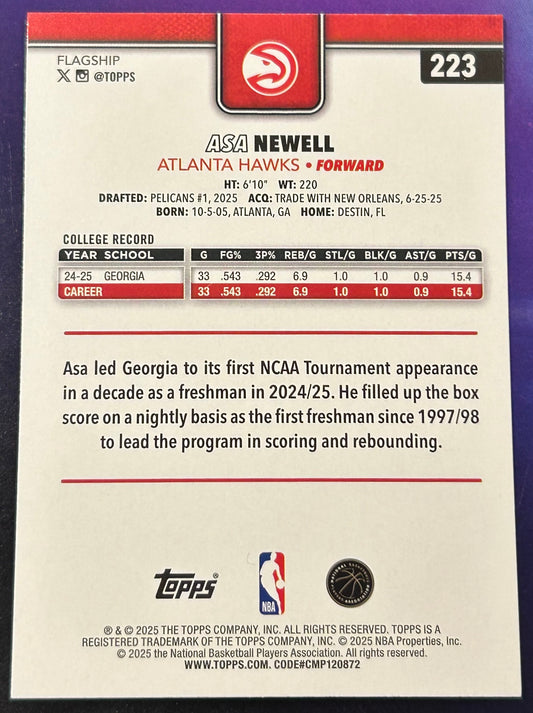 FLAGSHIP
@TOPPS
223
ASA NEWELL
ATLANTA HAWKS • FORWARD
HT: 6'10" WT: 220
DRAFTED: PELICANS #1, 2025 ACQ: TRADE WITH NEW ORLEANS, 6-25-25
BORN: 10-5-05, ATLANTA, GA HOME: DESTIN, FL
COLLEGE RECORD
YEAR SCHOOL G FG% 3P% REB/G STL/G BLK/G AST/G PTS/G
24-25 GEORGIA 33 .543 .292 6.9 1.0 1.0 0.9 15.4
CAREER 33 .543 .292 6.9 1.0 1.0 0.9 15.4
Asa led Georgia to its first NCAA Tournament appearance
in a decade as a freshman in 2024/25. He filled up the box
score on a nightly basis as the first freshman since 1997/98
to lead the program in scoring and rebounding.
Topps®
NBA
NATIONAL BASKETBALL PLAYERS ASSOCIATION
® & © 2025 THE TOPPS COMPANY, INC. ALL RIGHTS RESERVED. TOPPS IS A
REGISTERED TRADEMARK OF THE TOPPS COMPANY, INC. © 2025 NBA Properties, Inc.
© 2025 the National Basketball Players Association. All rights reserved.
WWW.TOPPS.COM. CODE#CMP120872